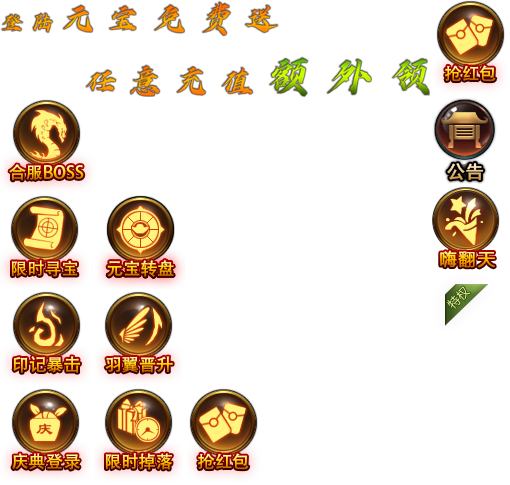 登陆元宝免费送
任意充值额外领
抢红包
合服BOSS
公告
限时寻宝
元宝转盘
嗨翻天
特权
印记暴击
羽翼晋升
庆
庆典登录
限时掉落
抢红包